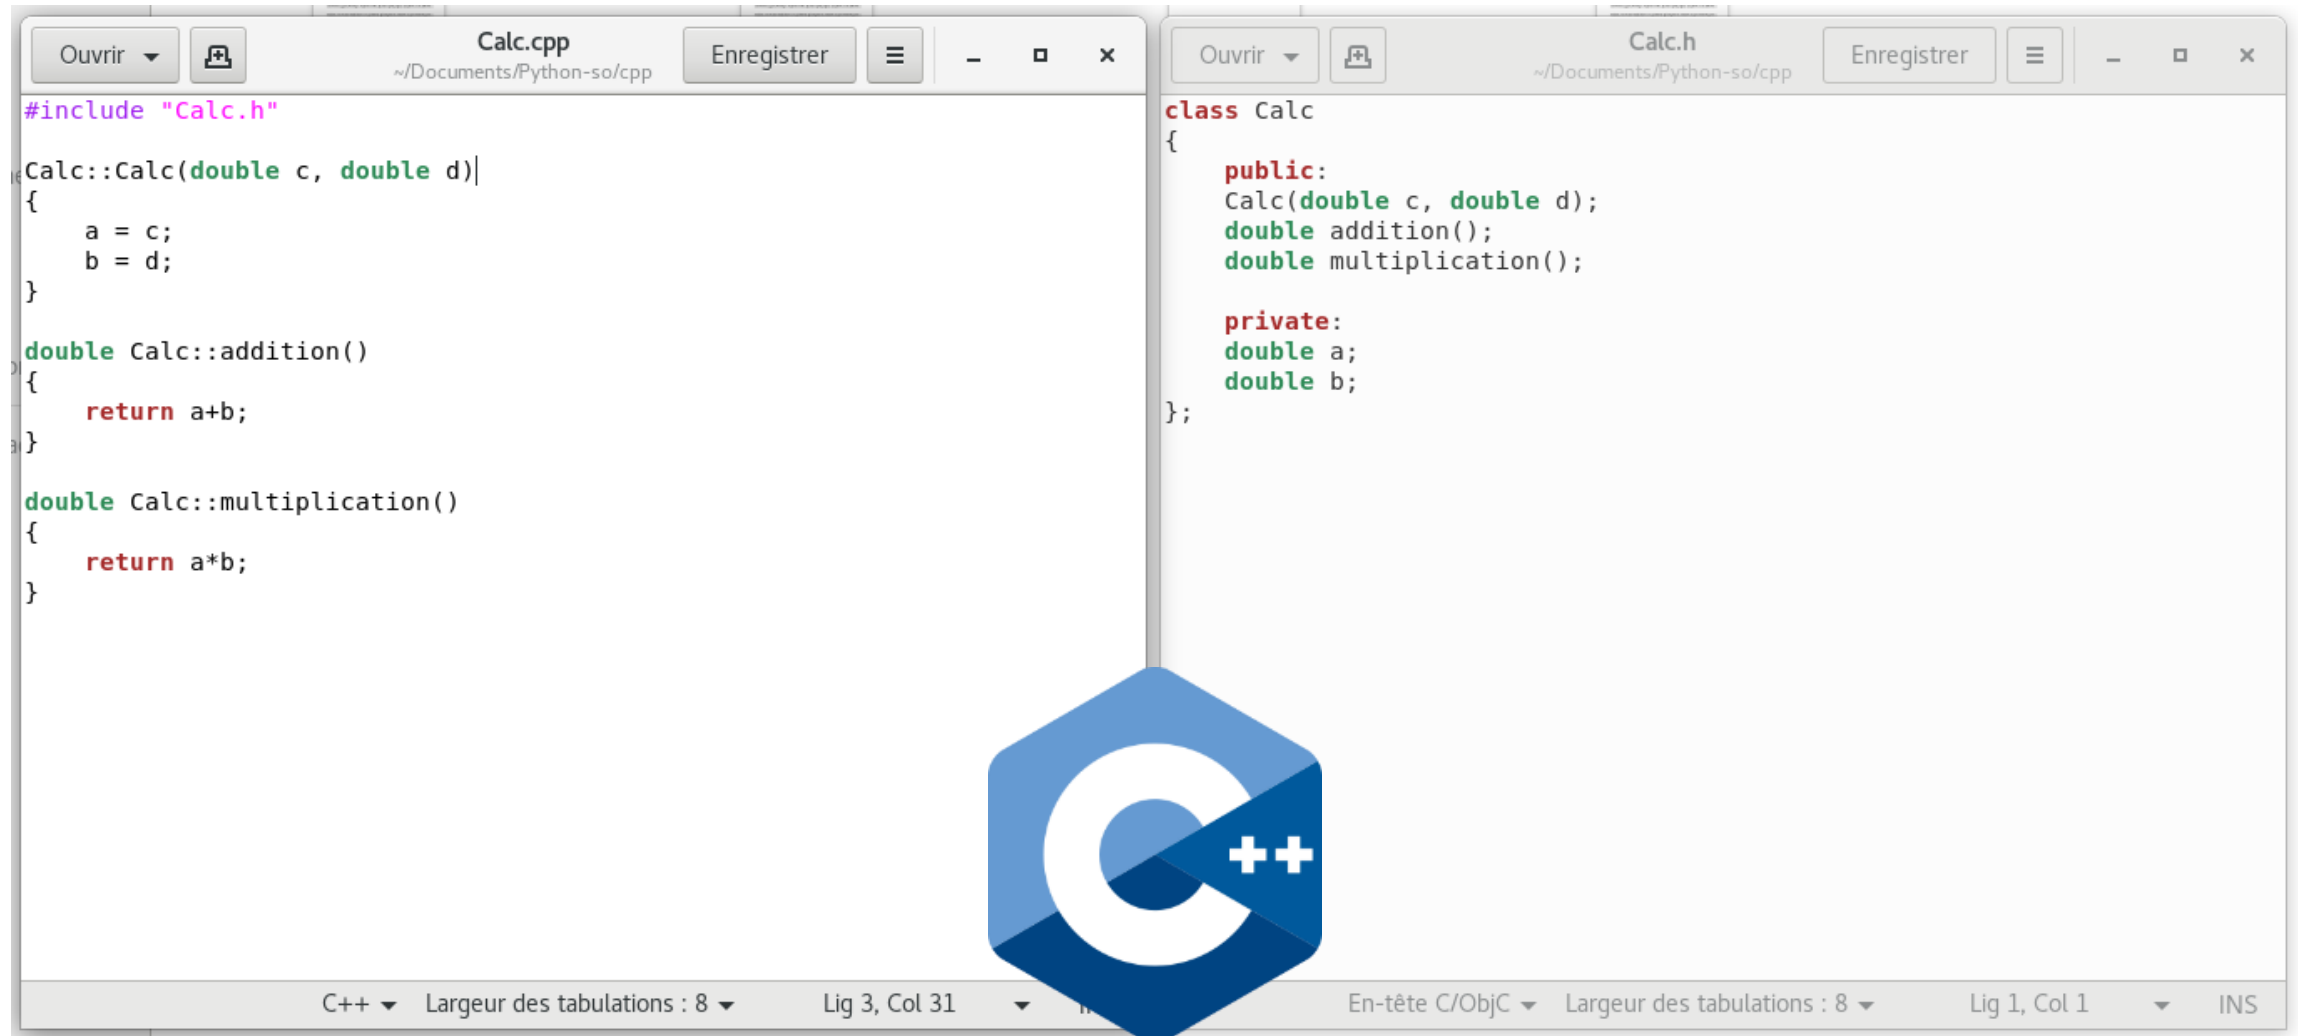 Ouvrir
Calc.cpp
~/Documents/Python-so/cpp
Enregistrer
#include "Calc.h"
Calc::Calc(double c, double d)
{
    a = c;
    b = d;
}
double Calc::addition()
{
    return a+b;
}
double Calc::multiplication()
{
    return a*b;
}
C++
Largeur des tabulations : 8
Lig 3, Col 31
Ouvrir
Calc.h
~/Documents/Python-so/cpp
Enregistrer
class Calc
{
    public:
    Calc(double c, double d);
    double addition();
    double multiplication();
    private:
    double a;
    double b;
};
En-tête C/ObjC
Largeur des tabulations : 8
Lig 1, Col 1
INS
C++